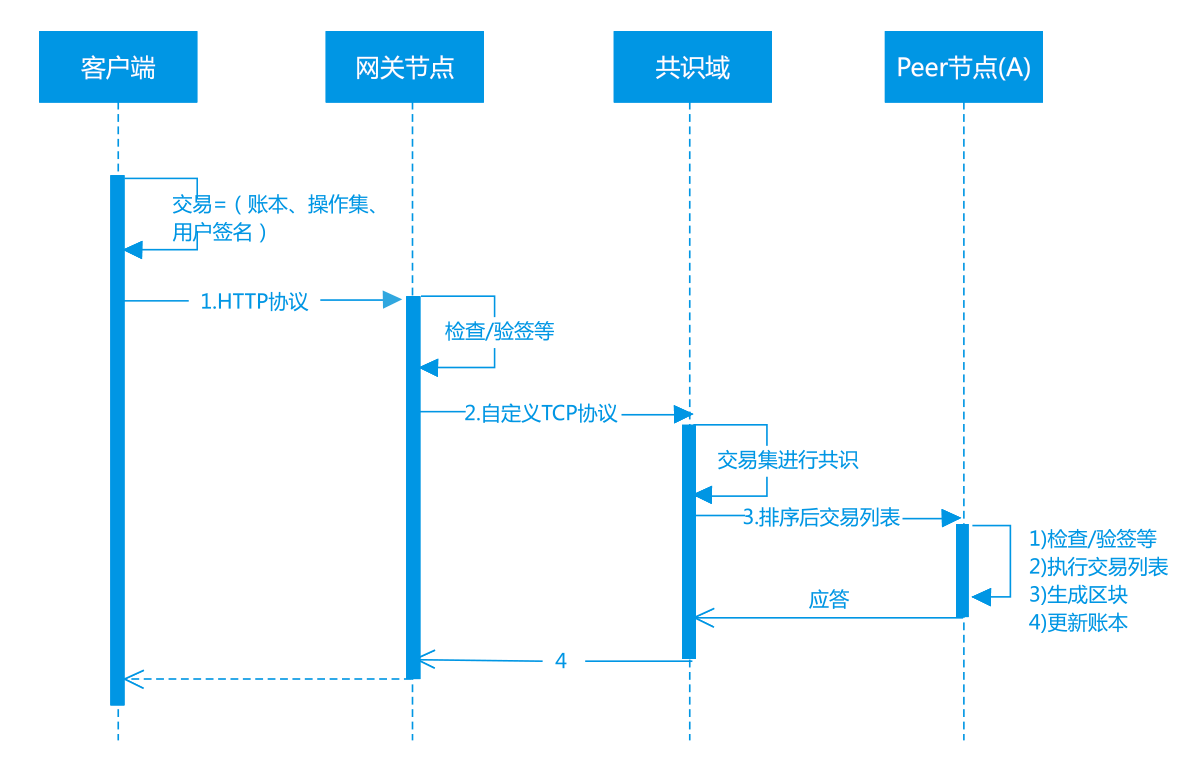 客户端
网关节点
共识域
Peer节点(A)
交易=（账本、操作集、
用户签名）
1.HTTP协议
检查/验签等
2.自定义TCP协议
交易集进行共识
3.排序后交易列表
1)检查/验签等
2)执行交易列表
3)生成区块
4)更新账本
应答
4